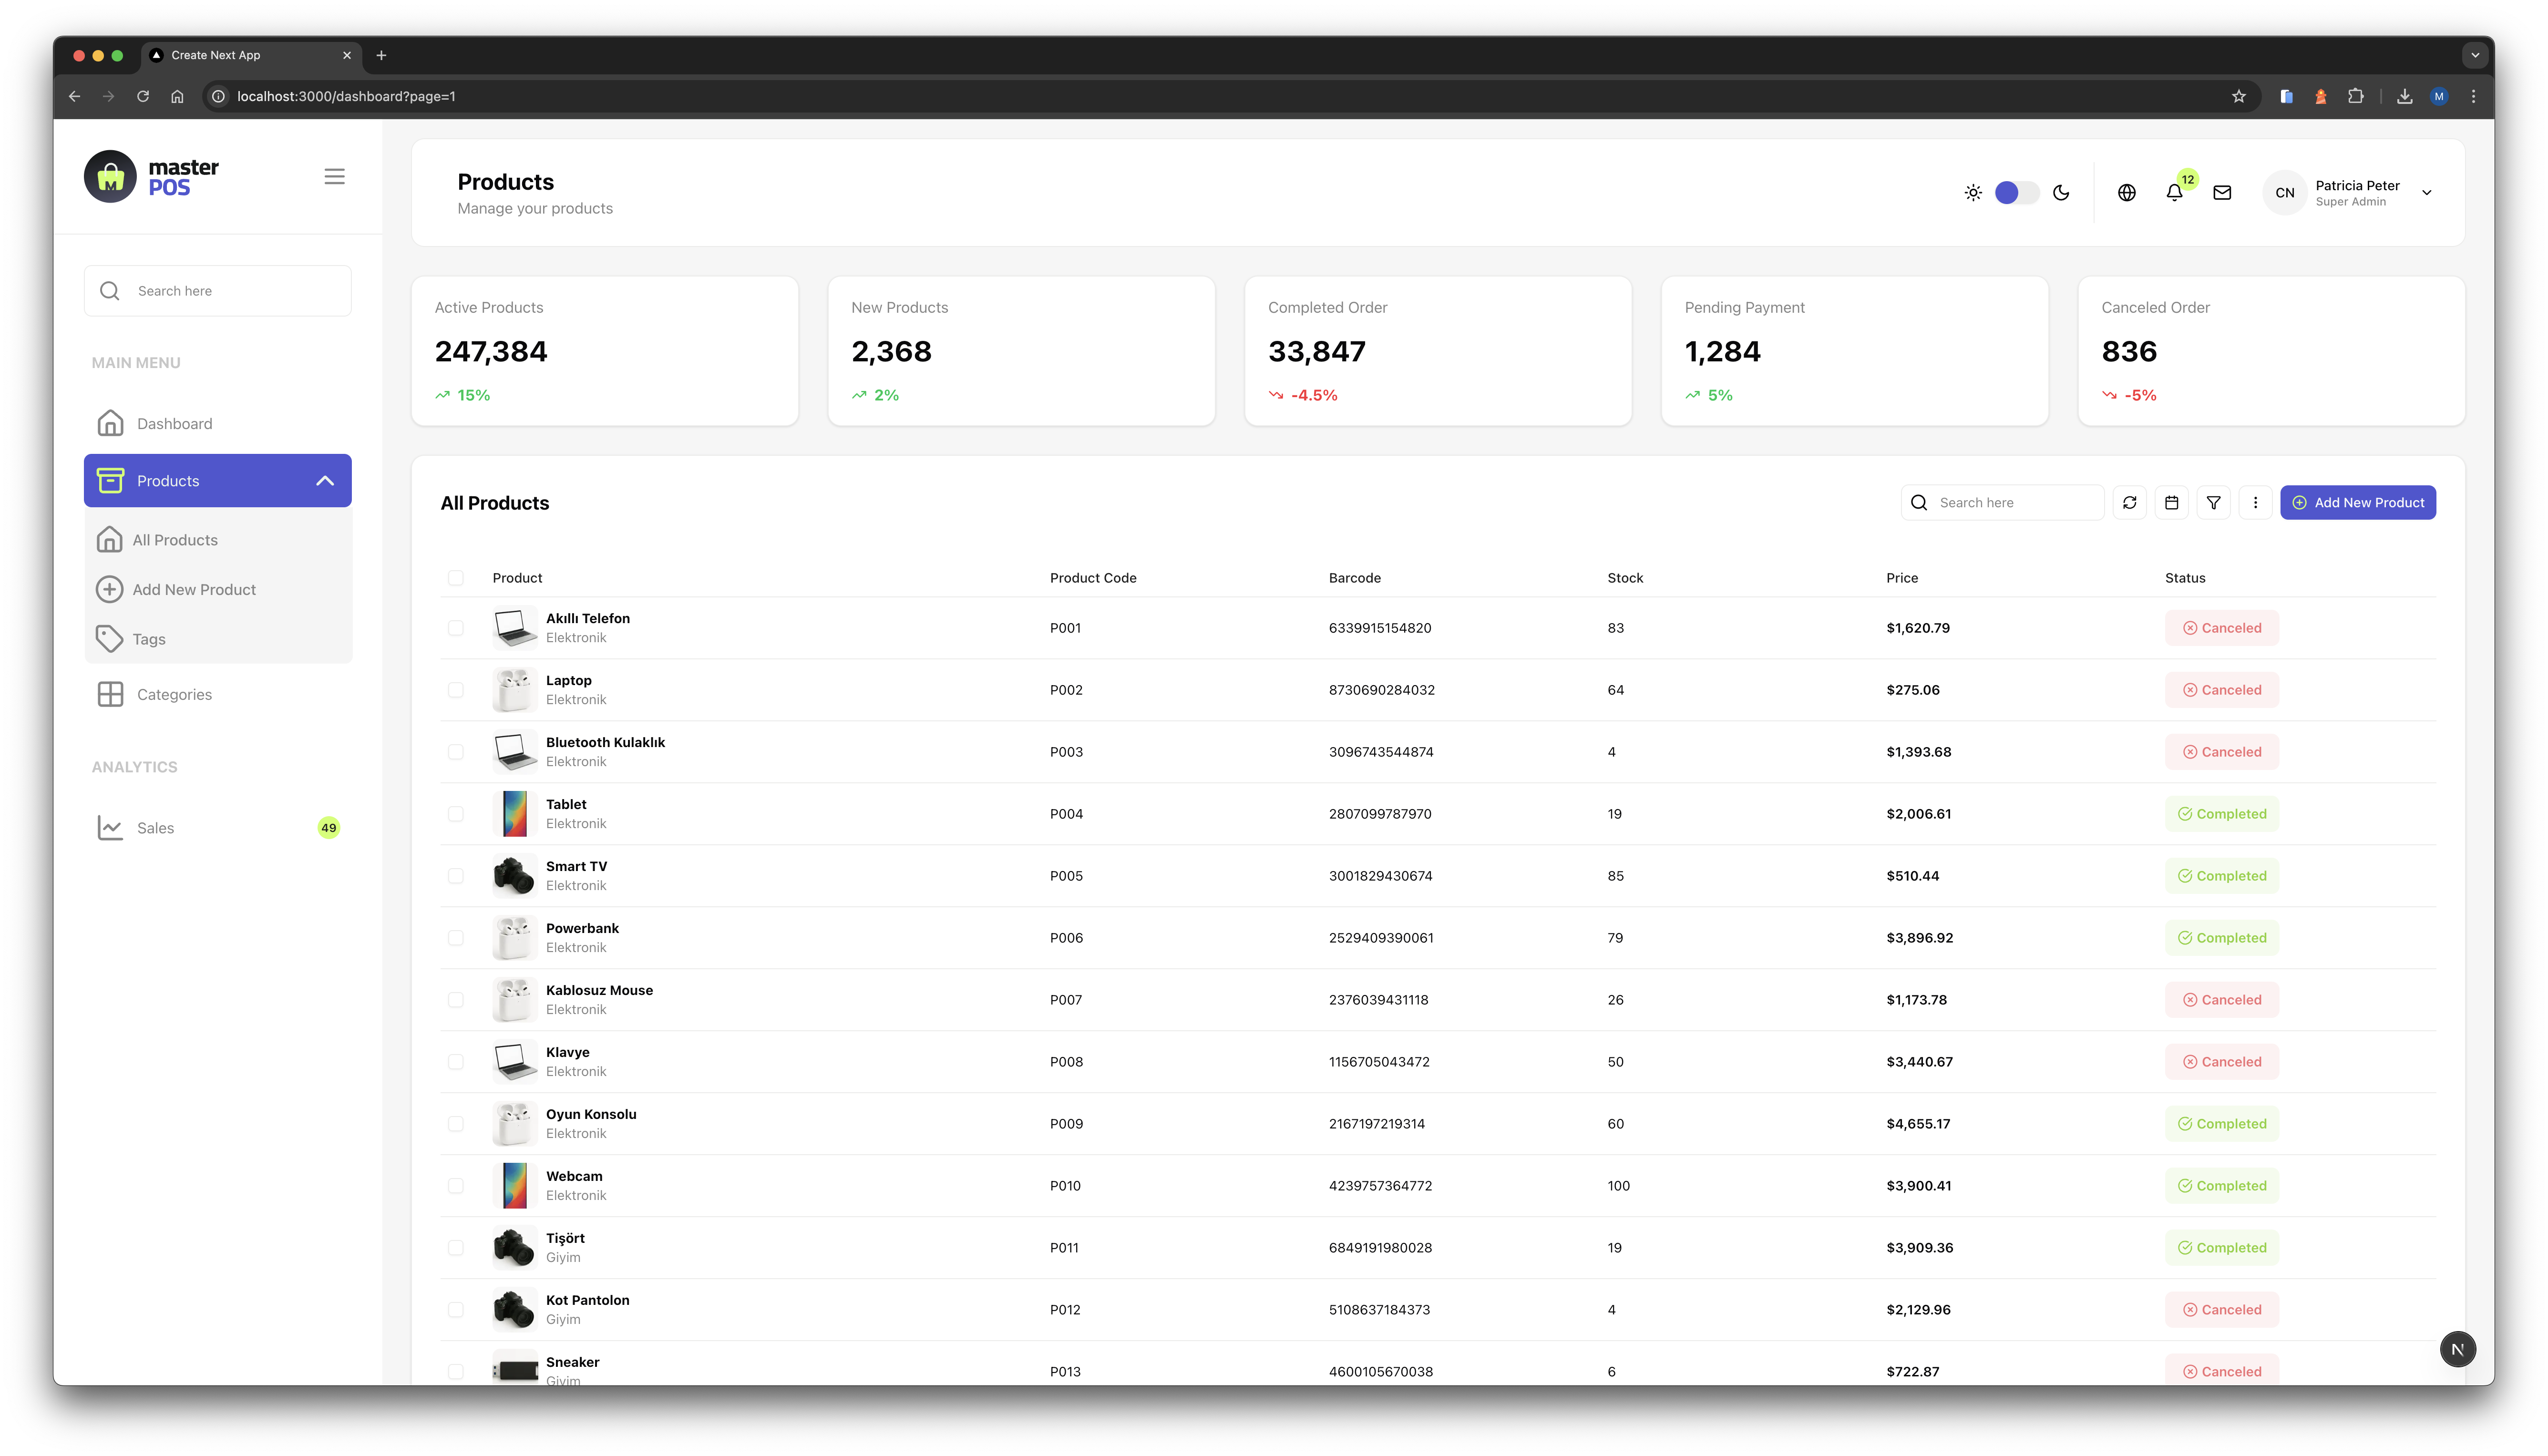 Create Next App
localhost:3000/dashboard?page=1
M
master
POS
Search here
MAIN MENU
Dashboard
Products
All Products
Add New Product
Tags
Categories
ANALYTICS
Sales 49
Products
Manage your products
12
CN
Patricia Peter
Super Admin
Active Products
247,384
15%
New Products
2,368
2%
Completed Order
33,847
-4.5%
Pending Payment
1,284
5%
Canceled Order
836
-5%
All Products
Search here
Add New Product
Product Product Code Barcode Stock Price Status
Akıllı Telefon
Elektronik
P001 6339915154820 83 $1,620.79 Canceled
Laptop
Elektronik
P002 8730690284032 64 $275.06 Canceled
Bluetooth Kulaklık
Elektronik
P003 3096743544874 4 $1,393.68 Canceled
Tablet
Elektronik
P004 2807099787970 19 $2,006.61 Completed
Smart TV
Elektronik
P005 3001829430674 85 $510.44 Completed
Powerbank
Elektronik
P006 2529409390061 79 $3,896.92 Completed
Kablosuz Mouse
Elektronik
P007 2376039431118 26 $1,173.78 Canceled
Klavye
Elektronik
P008 1156705043472 50 $3,440.67 Canceled
Oyun Konsolu
Elektronik
P009 2167197219314 60 $4,655.17 Completed
Webcam
Elektronik
P010 4239757364772 100 $3,900.41 Completed
Tişört
Giyim
P011 6849191980028 19 $3,909.36 Completed
Kot Pantolon
Giyim
P012 5108637184373 4 $2,129.96 Canceled
Sneaker
Giyim
P013 4600105670038 6 $722.87 Canceled
N
M